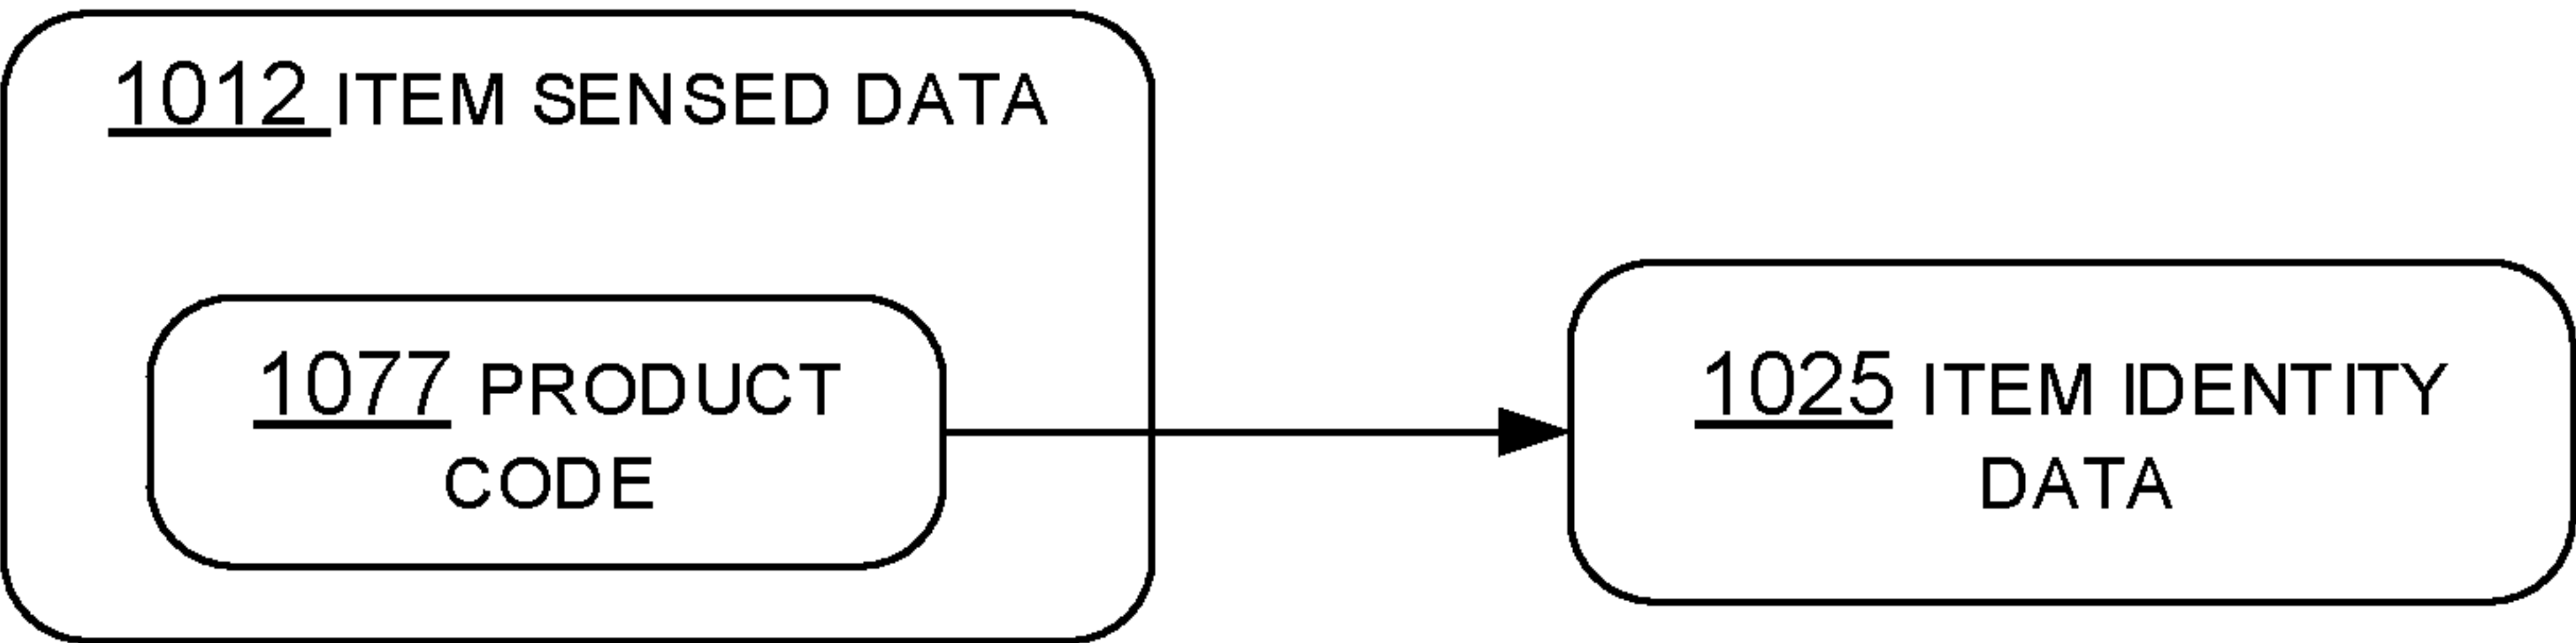 1012 ITEM SENSED DATA
1077 PRODUCT
CODE
1025 ITEM IDENTITY
DATA